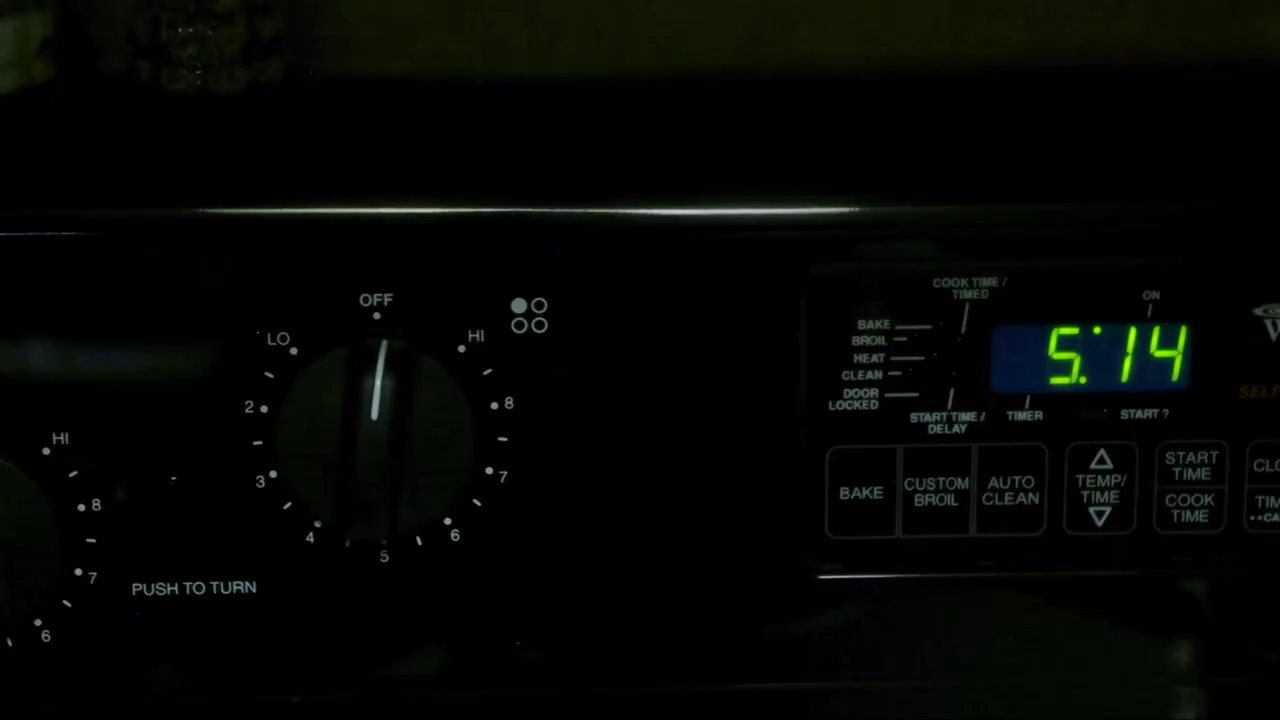 OFF
LO
HI
2
8
3
7
4
6
5
HI
8
7
6
PUSH TO TURN
COOK TIME /
TIMED
ON
BAKE
BROIL
HEAT
CLEAN
DOOR
LOCKED
5:14
START TIME /
DELAY
TIMER
START ?
BAKE
CUSTOM
BROIL
AUTO
CLEAN
TEMP/
TIME
START
TIME
COOK
TIME